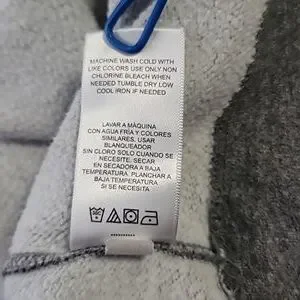 MACHINE WASH COLD WITH
LIKE COLORS USE ONLY NON
CHLORINE BLEACH WHEN
NEEDED TUMBLE DRY LOW
COOL IRON IF NEEDED
LAVAR A MÁQUINA
CON AGUA FRÍA Y COLORES
SIMILARES. USAR
BLANQUEADOR
SIN CLORO SOLO CUANDO SE
NECESITE, SECAR
EN SECADORA A BAJA
TEMPERATURA. PLANCHAR A
BAJA TEMPERATURA
SI SE NECESITA